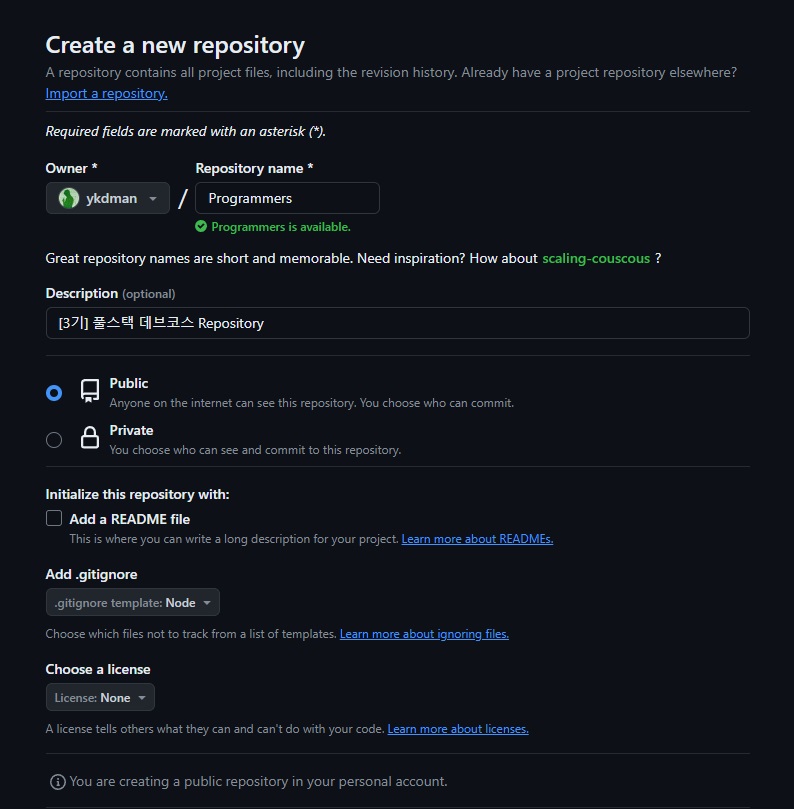 Create a new repository
A repository contains all project files, including the revision history. Already have a project repository elsewhere?
Import a repository.
Required fields are marked with an asterisk (*).
Owner * Repository name *
ykdman / Programmers
Programmers is available.
Great repository names are short and memorable. Need inspiration? How about scaling-couscous ?
Description (optional)
[3기] 풀스택 데브코스 Repository
Public
Anyone on the internet can see this repository. You choose who can commit.
Private
You choose who can see and commit to this repository.
Initialize this repository with:
Add a README file
This is where you can write a long description for your project. Learn more about READMEs.
Add .gitignore
.gitignore template: Node
Choose which files not to track from a list of templates. Learn more about ignoring files.
Choose a license
License: None
A license tells others what they can and can't do with your code. Learn more about licenses.
You are creating a public repository in your personal account.